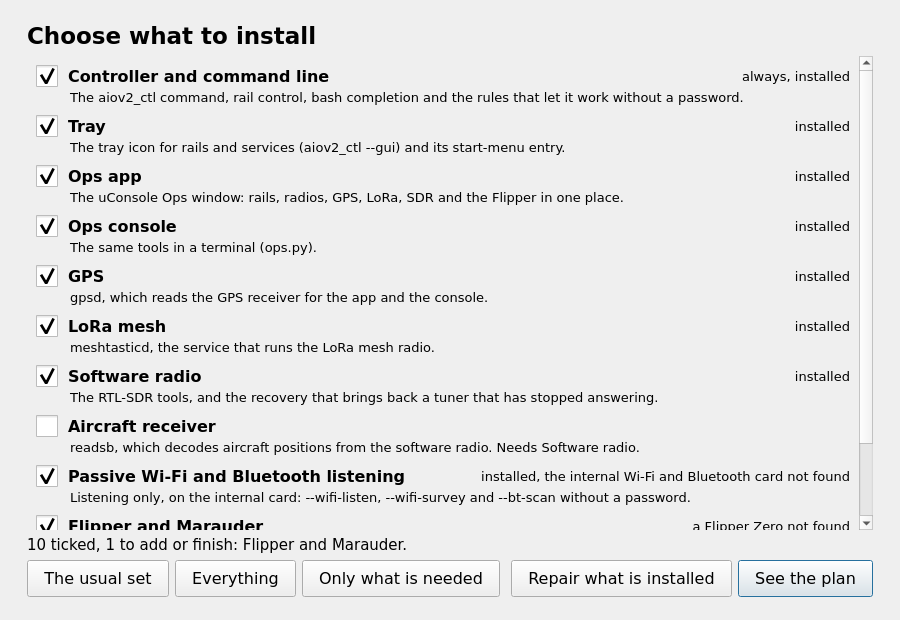 Choose what to install
Controller and command line always, installed
The aiov2_ctl command, rail control, bash completion and the rules that let it work without a password.
Tray installed
The tray icon for rails and services (aiov2_ctl --gui) and its start-menu entry.
Ops app installed
The uConsole Ops window: rails, radios, GPS, LoRa, SDR and the Flipper in one place.
Ops console installed
The same tools in a terminal (ops.py).
GPS installed
gpsd, which reads the GPS receiver for the app and the console.
LoRa mesh installed
meshtasticd, the service that runs the LoRa mesh radio.
Software radio installed
The RTL-SDR tools, and the recovery that brings back a tuner that has stopped answering.
Aircraft receiver
readsb, which decodes aircraft positions from the software radio. Needs Software radio.
Passive Wi-Fi and Bluetooth listening installed, the internal Wi-Fi and Bluetooth card not found
Listening only, on the internal card: --wifi-listen, --wifi-survey and --bt-scan without a password.
Flipper and Marauder a Flipper Zero not found
10 ticked, 1 to add or finish: Flipper and Marauder.
The usual set Everything Only what is needed Repair what is installed See the plan